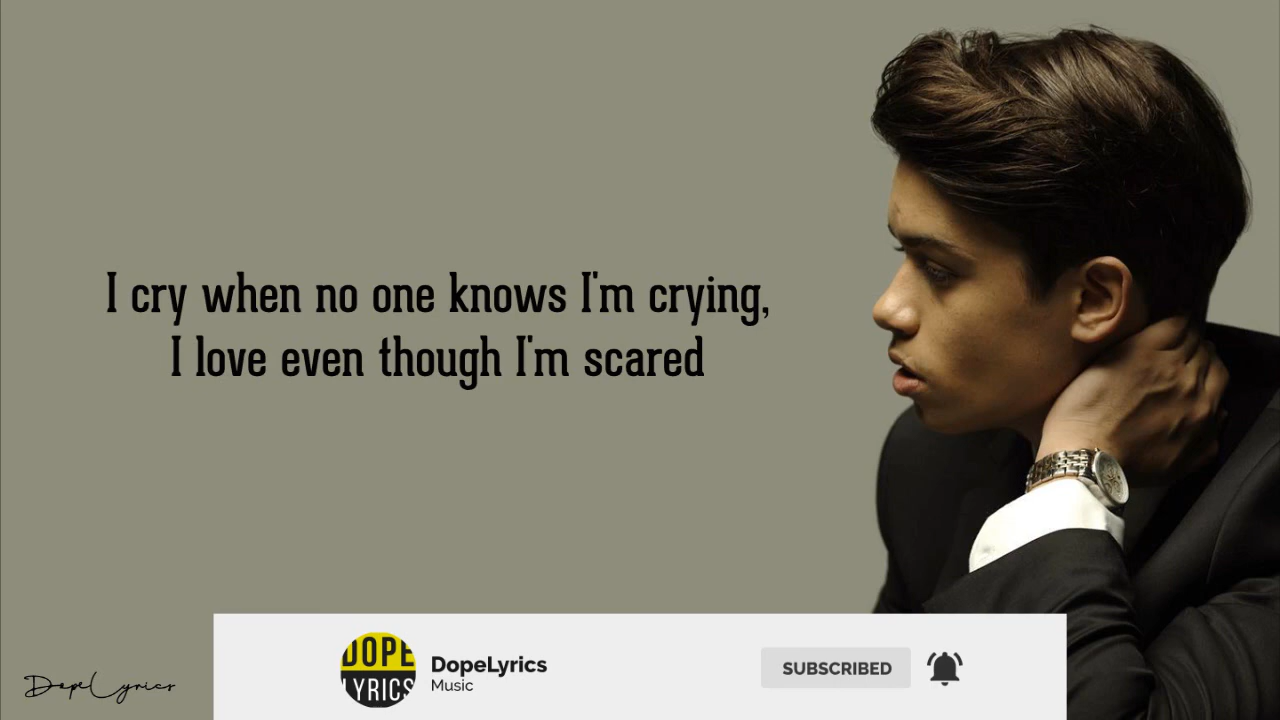 I cry when no one knows I'm crying,
I love even though I'm scared
DOPE
LYRICS
DopeLyrics
Music
SUBSCRIBED
DopeLyrics